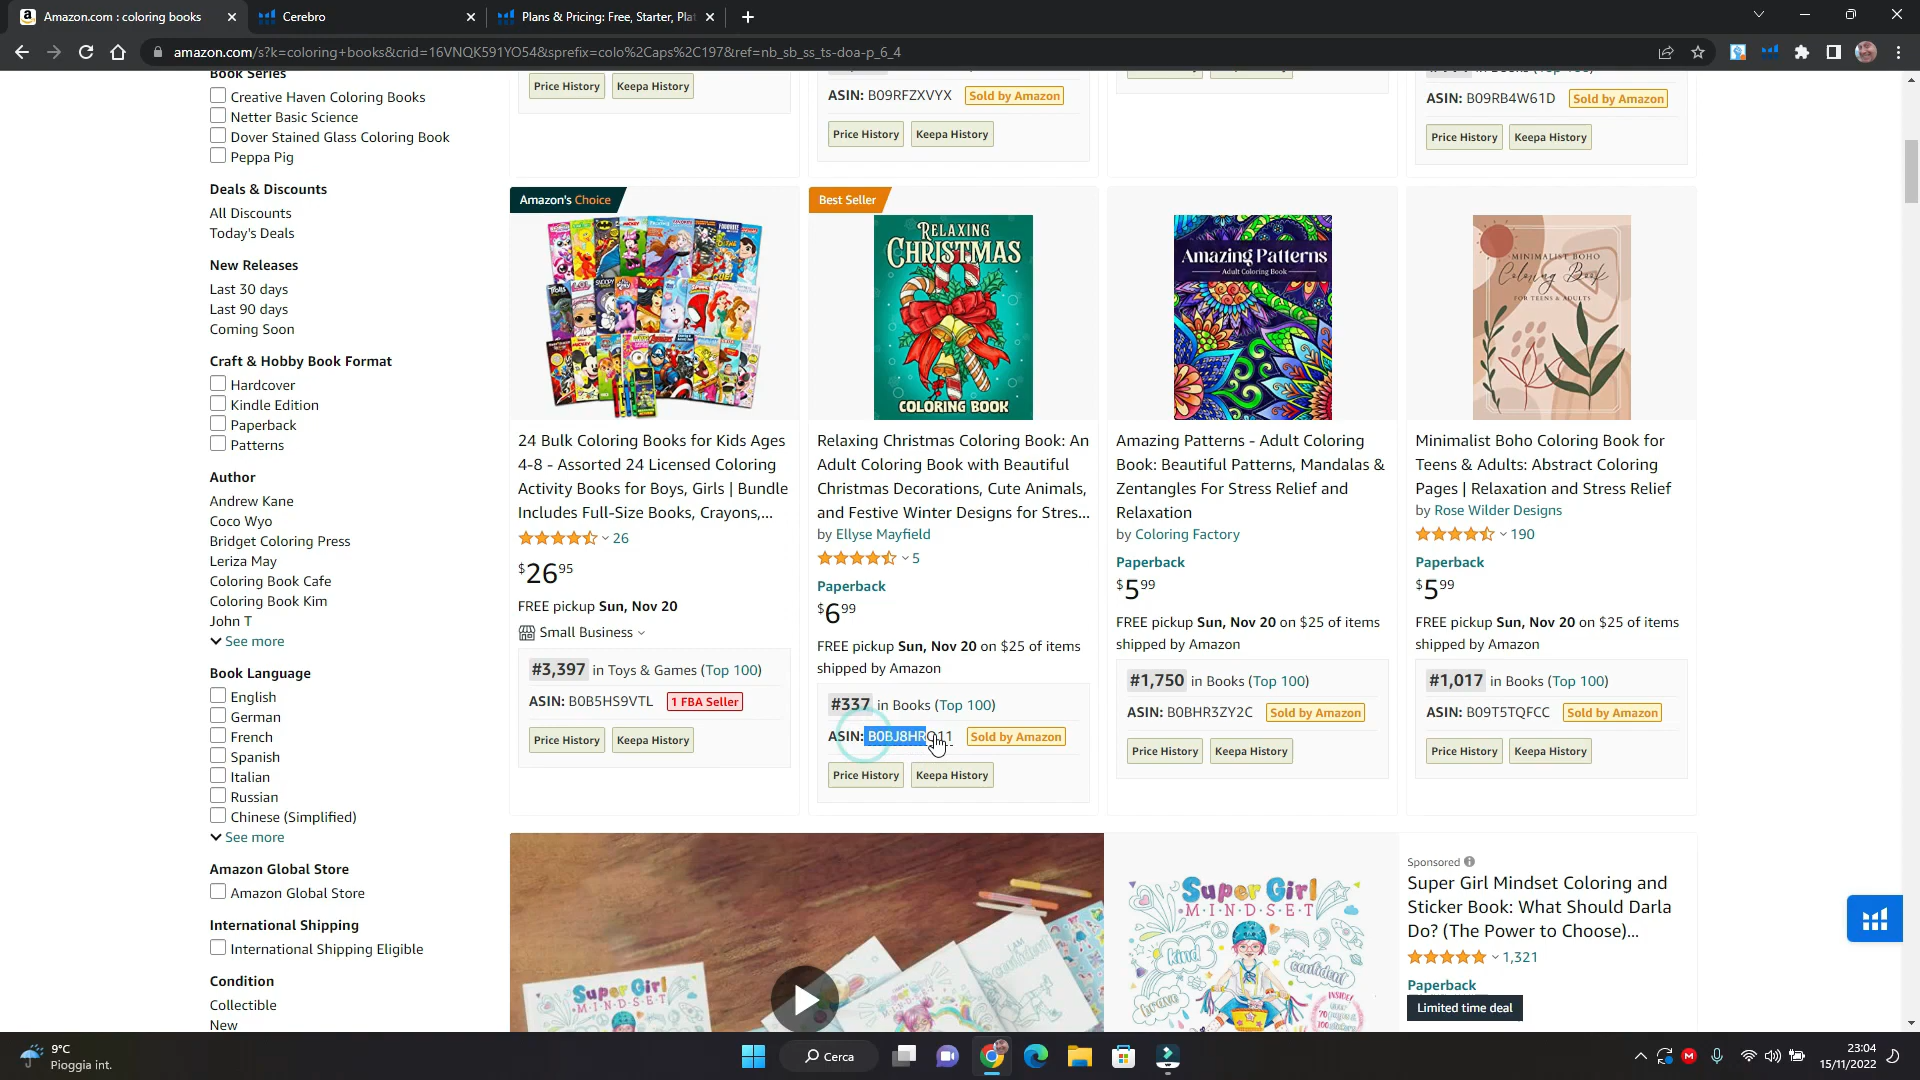 Amazon.com : coloring books
Cerebro
Plans & Pricing: Free, Starter, Pla
amazon.com/s?k=coloring+books&crid=16VNQK591YO54&sprefix=colo%2Caps%2C197&ref=nb_sb_ss_ts-doa-p_6_4
Book Series
Creative Haven Coloring Books
Netter Basic Science
Dover Stained Glass Coloring Book
Peppa Pig
Deals & Discounts
All Discounts
Today's Deals
New Releases
Last 30 days
Last 90 days
Coming Soon
Craft & Hobby Book Format
Hardcover
Kindle Edition
Paperback
Patterns
Author
Andrew Kane
Coco Wyo
Bridget Coloring Press
Leriza May
Coloring Book Cafe
Coloring Book Kim
John T
See more
Book Language
English
German
French
Spanish
Italian
Russian
Chinese (Simplified)
See more
Amazon Global Store
Amazon Global Store
International Shipping
International Shipping Eligible
Condition
Collectible
New
Price History Keepa History
ASIN: B09RFZXVYX Sold by Amazon
Price History Keepa History
ASIN: B09RB4W61D Sold by Amazon
Price History Keepa History
Amazon's Choice
24 Bulk Coloring Books for Kids Ages
4-8 - Assorted 24 Licensed Coloring
Activity Books for Boys, Girls | Bundle
Includes Full-Size Books, Crayons,...
26
$2695
FREE pickup Sun, Nov 20
Small Business
#3,397 in Toys & Games (Top 100)
ASIN: B0B5HS9VTL 1 FBA Seller
Price History Keepa History
Best Seller
RELAXING
CHRISTMAS
COLORING BOOK
Relaxing Christmas Coloring Book: An
Adult Coloring Book with Beautiful
Christmas Decorations, Cute Animals,
and Festive Winter Designs for Stres...
by Ellyse Mayfield
5
Paperback
$699
FREE pickup Sun, Nov 20 on $25 of items
shipped by Amazon
#337 in Books (Top 100)
ASIN: Sold by Amazon
Price History Keepa History
Amazing Patterns
Adult Coloring Book
Amazing Patterns - Adult Coloring
Book: Beautiful Patterns, Mandalas &
Zentangles For Stress Relief and
Relaxation
by Coloring Factory
Paperback
$599
FREE pickup Sun, Nov 20 on $25 of items
shipped by Amazon
#1,750 in Books (Top 100)
ASIN: B0BHR3ZY2C Sold by Amazon
Price History Keepa History
MINIMALIST BOHO
Coloring Book
FOR TEENS & ADULTS
Minimalist Boho Coloring Book for
Teens & Adults: Abstract Coloring
Pages | Relaxation and Stress Relief
by Rose Wilder Designs
190
Paperback
$599
FREE pickup Sun, Nov 20 on $25 of items
shipped by Amazon
#1,017 in Books (Top 100)
ASIN: B09T5TQFCC Sold by Amazon
Price History Keepa History
Super Girl
MINDSET
I AM
Super Girl
M·I·N·D·S·E·T
kind
confident
brave
Sponsored
Super Girl Mindset Coloring and
Sticker Book: What Should Darla
Do? (The Power to Choose)...
1,321
Paperback
Limited time deal
9°C
Pioggia int.
Cerca
23:04
15/11/2022